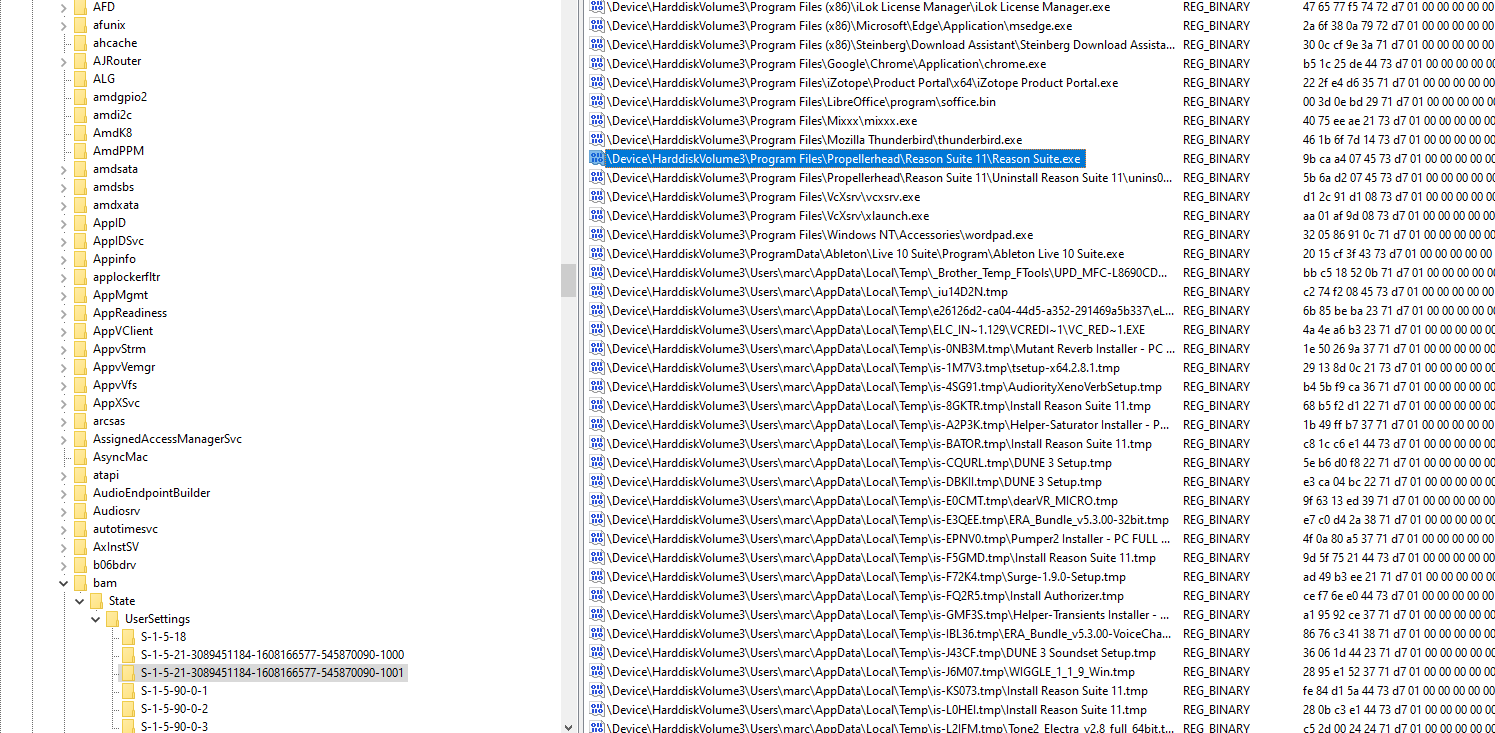 AFD
afunix
ahcache
AJRouter
ALG
amdgpio2
amdi2c
AmdK8
AmdPPM
amdsata
amdsbs
amdxata
AppID
AppIDSvc
Appinfo
applockerfltr
AppMgmt
AppReadiness
AppVClient
AppvStrm
AppvVemgr
AppvVfs
AppXSvc
arcsas
AssignedAccessManagerSvc
AsyncMac
atapi
AudioEndpointBuilder
Audiosrv
autotimesvc
AxInstSV
b06bdrv
bam
State
UserSettings
S-1-5-18
S-1-5-21-3089451184-1608166577-545870090-1000
S-1-5-21-3089451184-1608166577-545870090-1001
S-1-5-90-0-1
S-1-5-90-0-2
S-1-5-90-0-3
\Device\HarddiskVolume3\Program Files (x86)\iLok License Manager\iLok License Manager.exe REG_BINARY 47 65 77 f5 74 72 d7 01 00 00 00 00 00
\Device\HarddiskVolume3\Program Files (x86)\Microsoft\Edge\Application\msedge.exe REG_BINARY 2a 6f 38 0a 79 72 d7 01 00 00 00 00 00
\Device\HarddiskVolume3\Program Files (x86)\Steinberg\Download Assistant\Steinberg Download Assista... REG_BINARY 30 0c cf 9e 3a 71 d7 01 00 00 00 00 00
\Device\HarddiskVolume3\Program Files\Google\Chrome\Application\chrome.exe REG_BINARY b5 1c 25 de 44 73 d7 01 00 00 00 00 00
\Device\HarddiskVolume3\Program Files\iZotope\Product Portal\x64\iZotope Product Portal.exe REG_BINARY 22 2f e4 d6 35 71 d7 01 00 00 00 00 00
\Device\HarddiskVolume3\Program Files\LibreOffice\program\soffice.bin REG_BINARY 00 3d 0e bd 29 71 d7 01 00 00 00 00 00
\Device\HarddiskVolume3\Program Files\Mixxx\mixxx.exe REG_BINARY 40 75 ee ae 21 73 d7 01 00 00 00 00 00
\Device\HarddiskVolume3\Program Files\Mozilla Thunderbird\thunderbird.exe REG_BINARY 46 1b 6f 7d 14 73 d7 01 00 00 00 00 00
\Device\HarddiskVolume3\Program Files\Propellerhead\Reason Suite 11\Reason Suite.exe REG_BINARY 9b ca a4 07 45 73 d7 01 00 00 00 00 00
\Device\HarddiskVolume3\Program Files\Propellerhead\Reason Suite 11\Uninstall Reason Suite 11\unins0... REG_BINARY 5b 6a d2 07 45 73 d7 01 00 00 00 00 00
\Device\HarddiskVolume3\Program Files\VcXsrv\vcxsrv.exe REG_BINARY d1 2c 91 d1 08 73 d7 01 00 00 00 00 00
\Device\HarddiskVolume3\Program Files\VcXsrv\xlaunch.exe REG_BINARY aa 01 af 9d 08 73 d7 01 00 00 00 00 00
\Device\HarddiskVolume3\Program Files\Windows NT\Accessories\wordpad.exe REG_BINARY 32 05 86 91 0c 71 d7 01 00 00 00 00 00
\Device\HarddiskVolume3\ProgramData\Ableton\Live 10 Suite\Program\Ableton Live 10 Suite.exe REG_BINARY 20 15 cf 3f 43 73 d7 01 00 00 00 00 00
\Device\HarddiskVolume3\Users\marc\AppData\Local\Temp\_Brother_Temp_FTools\UPD_MFC-L8690CD... REG_BINARY bb c5 18 52 0b 71 d7 01 00 00 00 00 00
\Device\HarddiskVolume3\Users\marc\AppData\Local\Temp\_iu14D2N.tmp REG_BINARY c2 74 f2 08 45 73 d7 01 00 00 00 00 00
\Device\HarddiskVolume3\Users\marc\AppData\Local\Temp\e26126d2-ca04-44d5-a352-291469a5b337\eL... REG_BINARY 6b 85 be ba 23 71 d7 01 00 00 00 00 00
\Device\HarddiskVolume3\Users\marc\AppData\Local\Temp\ELC_IN~1.129\VCREDI~1\VC_RED~1.EXE REG_BINARY 4a 4e a6 b3 23 71 d7 01 00 00 00 00 00
\Device\HarddiskVolume3\Users\marc\AppData\Local\Temp\is-0NB3M.tmp\Mutant Reverb Installer - PC ... REG_BINARY 1e 50 26 9a 37 71 d7 01 00 00 00 00 00
\Device\HarddiskVolume3\Users\marc\AppData\Local\Temp\is-1M7V3.tmp\tsetup-x64.2.8.1.tmp REG_BINARY 29 13 8d 0c 21 73 d7 01 00 00 00 00 00
\Device\HarddiskVolume3\Users\marc\AppData\Local\Temp\is-4SG91.tmp\AudiorityXenoVerbSetup.tmp REG_BINARY b4 5b f9 ca 36 71 d7 01 00 00 00 00 00
\Device\HarddiskVolume3\Users\marc\AppData\Local\Temp\is-8GKTR.tmp\Install Reason Suite 11.tmp REG_BINARY 68 b5 f2 d1 22 71 d7 01 00 00 00 00 00
\Device\HarddiskVolume3\Users\marc\AppData\Local\Temp\is-A2P3K.tmp\Helper-Saturator Installer - P... REG_BINARY 1b 49 ff b7 37 71 d7 01 00 00 00 00 00
\Device\HarddiskVolume3\Users\marc\AppData\Local\Temp\is-BATOR.tmp\Install Reason Suite 11.tmp REG_BINARY c8 1c c6 e1 44 73 d7 01 00 00 00 00 00
\Device\HarddiskVolume3\Users\marc\AppData\Local\Temp\is-CQURL.tmp\DUNE 3 Setup.tmp REG_BINARY 5e b6 d0 f8 22 71 d7 01 00 00 00 00 00
\Device\HarddiskVolume3\Users\marc\AppData\Local\Temp\is-DBKII.tmp\DUNE 3 Setup.tmp REG_BINARY e3 ca 04 bc 22 71 d7 01 00 00 00 00 00
\Device\HarddiskVolume3\Users\marc\AppData\Local\Temp\is-E0CMT.tmp\dearVR_MICRO.tmp REG_BINARY 9f 63 13 ed 39 71 d7 01 00 00 00 00 00
\Device\HarddiskVolume3\Users\marc\AppData\Local\Temp\is-E3QEE.tmp\ERA_Bundle_v5.3.00-32bit.tmp REG_BINARY e7 c0 d4 2a 38 71 d7 01 00 00 00 00 00
\Device\HarddiskVolume3\Users\marc\AppData\Local\Temp\is-EPNV0.tmp\Pumper2 Installer - PC FULL ... REG_BINARY 4f 0a 80 a5 37 71 d7 01 00 00 00 00 00
\Device\HarddiskVolume3\Users\marc\AppData\Local\Temp\is-F5GMD.tmp\Install Reason Suite 11.tmp REG_BINARY 9d 5f 75 21 44 73 d7 01 00 00 00 00 00
\Device\HarddiskVolume3\Users\marc\AppData\Local\Temp\is-F72K4.tmp\Surge-1.9.0-Setup.tmp REG_BINARY ad 49 b3 ee 21 71 d7 01 00 00 00 00 00
\Device\HarddiskVolume3\Users\marc\AppData\Local\Temp\is-FQ2R5.tmp\Install Authorizer.tmp REG_BINARY ce f7 6e e0 44 73 d7 01 00 00 00 00 00
\Device\HarddiskVolume3\Users\marc\AppData\Local\Temp\is-GMF3S.tmp\Helper-Transients Installer - ... REG_BINARY a1 95 92 ce 37 71 d7 01 00 00 00 00 00
\Device\HarddiskVolume3\Users\marc\AppData\Local\Temp\is-IBL36.tmp\ERA_Bundle_v5.3.00-VoiceCha... REG_BINARY 86 76 c3 41 38 71 d7 01 00 00 00 00 00
\Device\HarddiskVolume3\Users\marc\AppData\Local\Temp\is-J43CF.tmp\DUNE 3 Soundset Setup.tmp REG_BINARY 36 06 1d 44 23 71 d7 01 00 00 00 00 00
\Device\HarddiskVolume3\Users\marc\AppData\Local\Temp\is-J6M07.tmp\WIGGLE_1_1_9_Win.tmp REG_BINARY 28 95 e1 52 37 71 d7 01 00 00 00 00 00
\Device\HarddiskVolume3\Users\marc\AppData\Local\Temp\is-KS073.tmp\Install Reason Suite 11.tmp REG_BINARY fe 84 d1 5a 44 73 d7 01 00 00 00 00 00
\Device\HarddiskVolume3\Users\marc\AppData\Local\Temp\is-L0HEI.tmp\Install Reason Suite 11.tmp REG_BINARY 28 0b c3 e1 44 73 d7 01 00 00 00 00 00
\Device\HarddiskVolume3\Users\marc\AppData\Local\Temp\is-L2IFM.tmp\Tone2 Electra v2.8 full 64bit.t... REG_BINARY c5 2d 00 24 24 71 d7 01 00 00 00 00 00